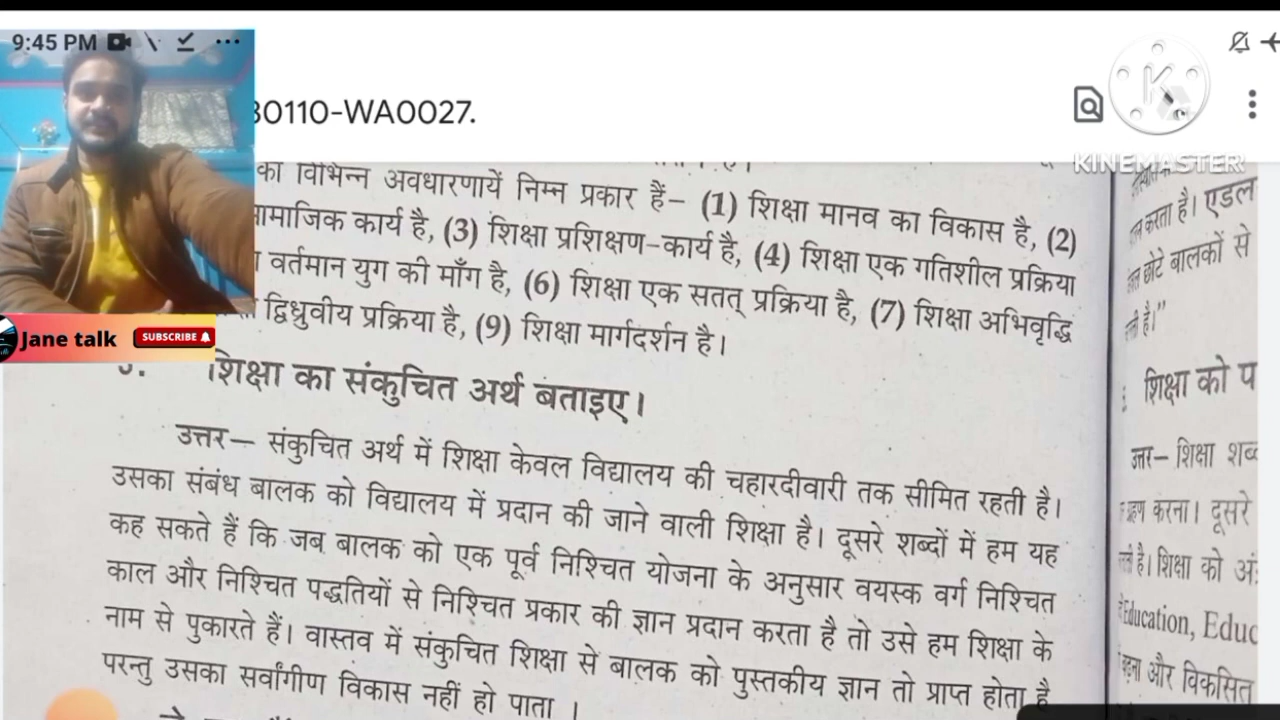 9:45 PM
30110-WA0027.
KINEMASTER
का विभिन्न अवधारणायें निम्न प्रकार हैं– (1) शिक्षा मानव का विकास है, (2)
ामाजिक कार्य है, (3) शिक्षा प्रशिक्षण-कार्य है, (4) शिक्षा एक गतिशील प्रक्रिया
वर्तमान युग की माँग है, (6) शिक्षा एक सतत् प्रक्रिया है, (7) शिक्षा अभिवृद्धि
द्विध्रुवीय प्रक्रिया है, (9) शिक्षा मार्गदर्शन है।
Jane talk
SUBSCRIBE
शिक्षा का संकुचित अर्थ बताइए।
उत्तर— संकुचित अर्थ में शिक्षा केवल विद्यालय की चहारदीवारी तक सीमित रहती है।
उसका संबंध बालक को विद्यालय में प्रदान की जाने वाली शिक्षा है। दूसरे शब्दों में हम यह
कह सकते हैं कि जब बालक को एक पूर्व निश्चित योजना के अनुसार वयस्क वर्ग निश्चित
काल और निश्चित पद्धतियों से निश्चित प्रकार की ज्ञान प्रदान करता है तो उसे हम शिक्षा के
नाम से पुकारते हैं। वास्तव में संकुचित शिक्षा से बालक को पुस्तकीय ज्ञान तो प्राप्त होता है
परन्तु उसका सर्वांगीण विकास नहीं हो पाता ।
करता है। एडल
छोटे बालकों से
है।”
शिक्षा को प
उत्तर— शिक्षा शब्द
ग्रहण करना। दूसरे
है। शिक्षा को अं
Education, Educ
और विकसित